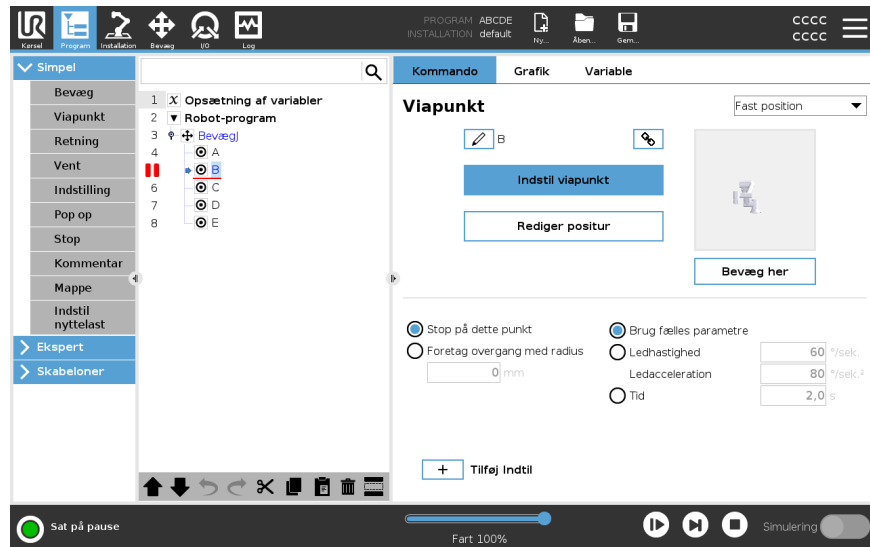 UR
PROGRAM ABCDE
INSTALLATION default
CCCC
CCCC
Kørsel Program Installation Bevæg I/O Log Ny... Åben... Gem...
Simpel
Bevæg
Viapunkt
Retning
Vent
Indstilling
Pop op
Stop
Kommentar
Mappe
Indstil
nyttelast
Ekspert
Skabeloner
1 X Opsætning af variabler
2 Robot-program
3 BevægJ
4 A
B
6 C
7 D
8 E
Kommando Grafik Variable
Viapunkt
Fast position
B
Indstil viapunkt
Rediger positur
Bevæg her
Stop på dette punkt
Foretag overgang med radius
0 mm
Brug fælles parametre
Ledhastighed 60 °/sek.
Ledacceleration 80 °/sek.²
Tid 2,0 s
+ Tilføj Indtil
Sat på pause
Fart 100%
Simulering